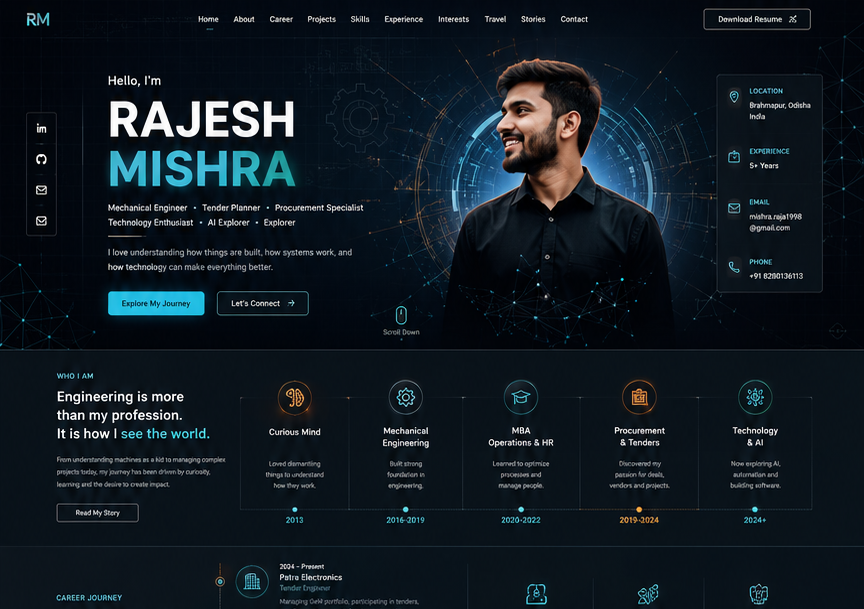 RM
Home About Career Projects Skills Experience Interests Travel Stories Contact
Download Resume
Hello, I'm
RAJESH
MISHRA
Mechanical Engineer • Tender Planner • Procurement Specialist
Technology Enthusiast • AI Explorer • Explorer
I love understanding how things are built, how systems work, and
how technology can make everything better.
Explore My Journey
Let's Connect →
Scroll Down
in
LOCATION
Brahmapur, Odisha
India
EXPERIENCE
5+ Years
EMAIL
mishra.raja1998
@gmail.com
PHONE
WHO I AM
Engineering is more
than my profession.
It is how I see the world.
From understanding machines as a kid to managing complex
projects today, my journey has been driven by curiosity,
learning and the desire to create impact.
Read My Story
Curious Mind
Loved dismantling
things to understand
how they work.
2013
Mechanical
Engineering
Built strong
foundation in
engineering.
2016-2019
MBA
Operations & HR
Learned to optimize
processes and
manage people.
2020-2022
Procurement
& Tenders
Discovered my
passion for deals,
vendors and projects.
2019-2024
Technology
& AI
Now exploring AI,
automation and
building software.
2024+
CAREER JOURNEY
2024 - Present
Patra Electronics
Tender Engineer
Managing GeM portfolio, participating in tenders,